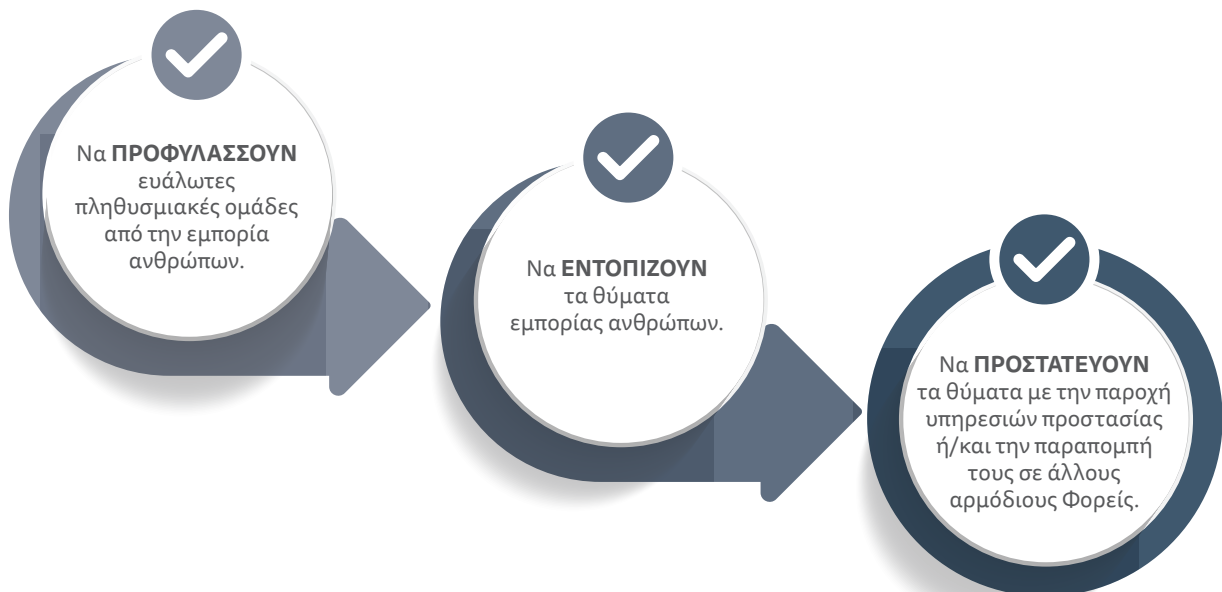 Να ΠΡΟΦΥΛΑΣΣΟΥΝ
ευάλωτες
πληθυσμιακές ομάδες
από την εμπορία
ανθρώπων.
Να ΕΝΤΟΠΙΖΟΥΝ
τα θύματα
εμπορίας ανθρώπων.
Να ΠΡΟΣΤΑΤΕΥΟΥΝ
τα θύματα με την παροχή
υπηρεσιών προστασίας
ή/και την παραπομπή
τους σε άλλους
αρμόδιους Φορείς.